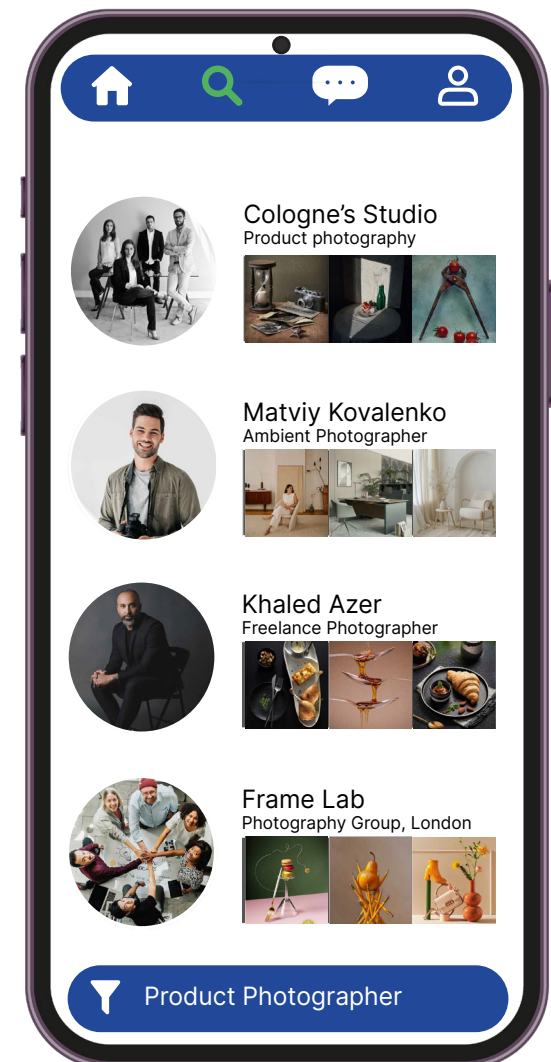 Cologne's Studio
Product photography
Matviy Kovalenko
Ambient Photographer
Khaled Azer
Freelance Photographer
Frame Lab
Photography Group, London
Product Photographer